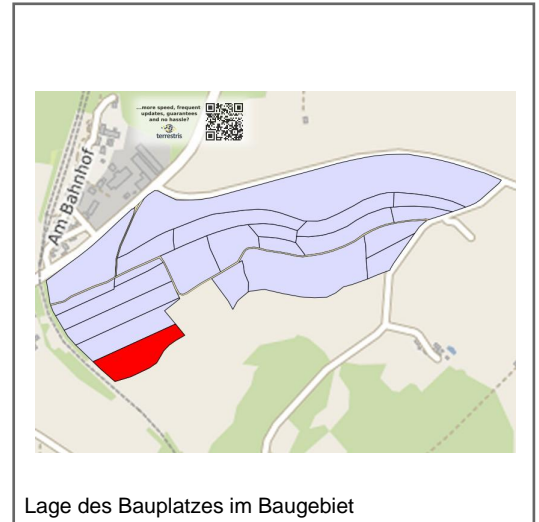 ...more speed, frequent
updates, guarantees
and no hassle?
terrestris
Am Bahnhof
Lage des Bauplatzes im Baugebiet